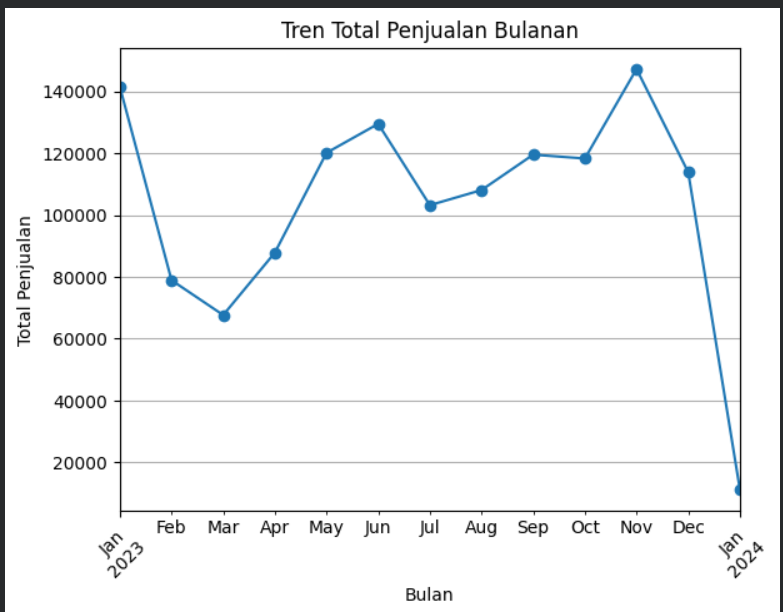 Tren Total Penjualan Bulanan
Total Penjualan
140000
120000
100000
80000
60000
40000
20000
Jan
2023
Feb
Mar
Apr
May
Jun
Jul
Aug
Sep
Oct
Nov
Dec
Jan
2024
Bulan